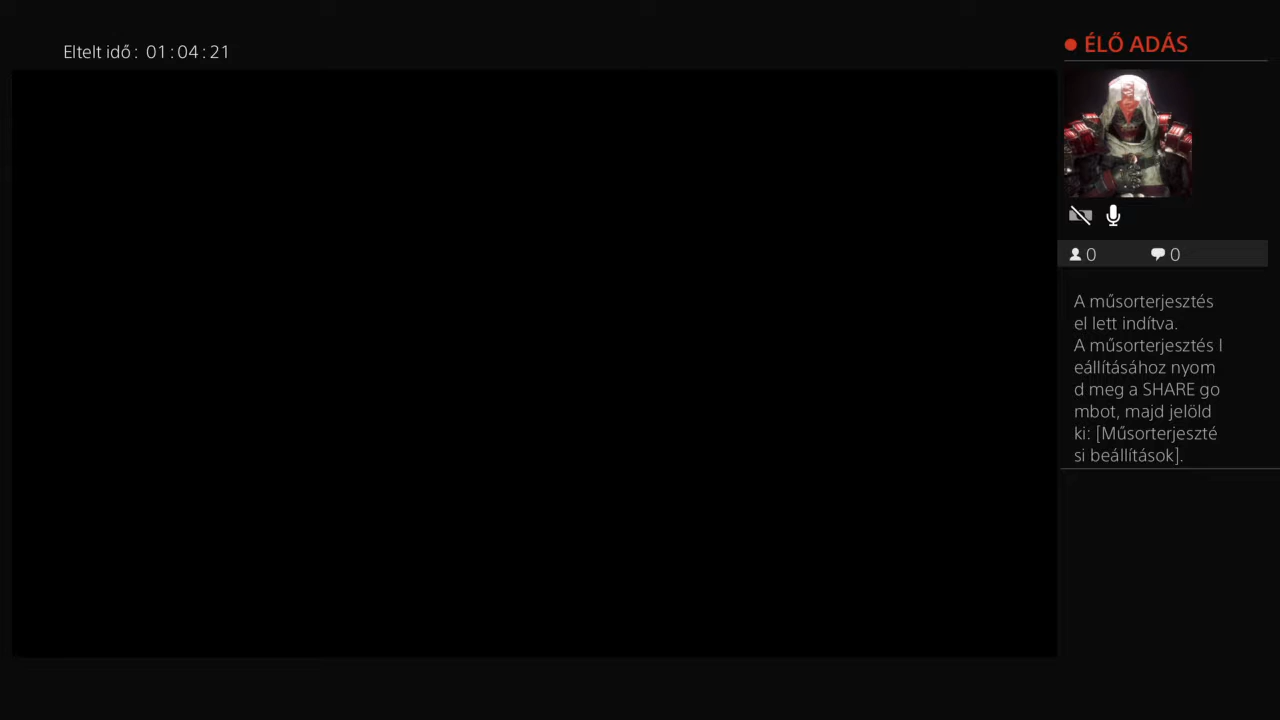 Eltelt idő: 01:04:21
ÉLŐ ADÁS
0 0
A műsorterjesztés
el lett indítva.
A műsorterjesztés l
eállításához nyom
d meg a SHARE go
mbot, majd jelöld
ki: [Műsorterjeszté
si beállítások].